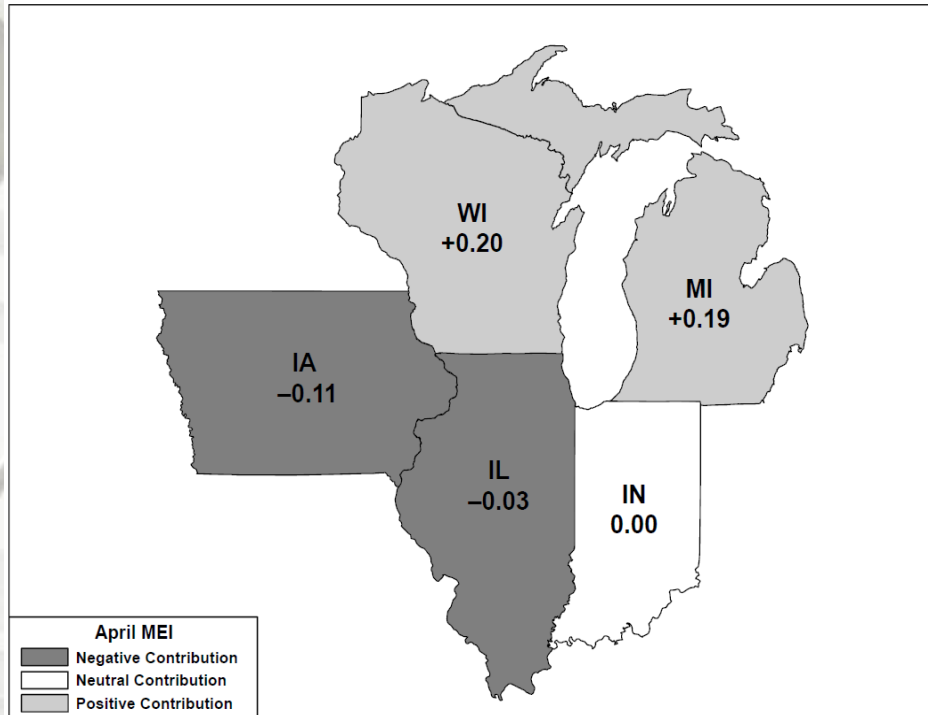 WI
+0.20
MI
+0.19
IA
–0.11
IL
–0.03
IN
0.00
April MEI
Negative Contribution
Neutral Contribution
Positive Contribution